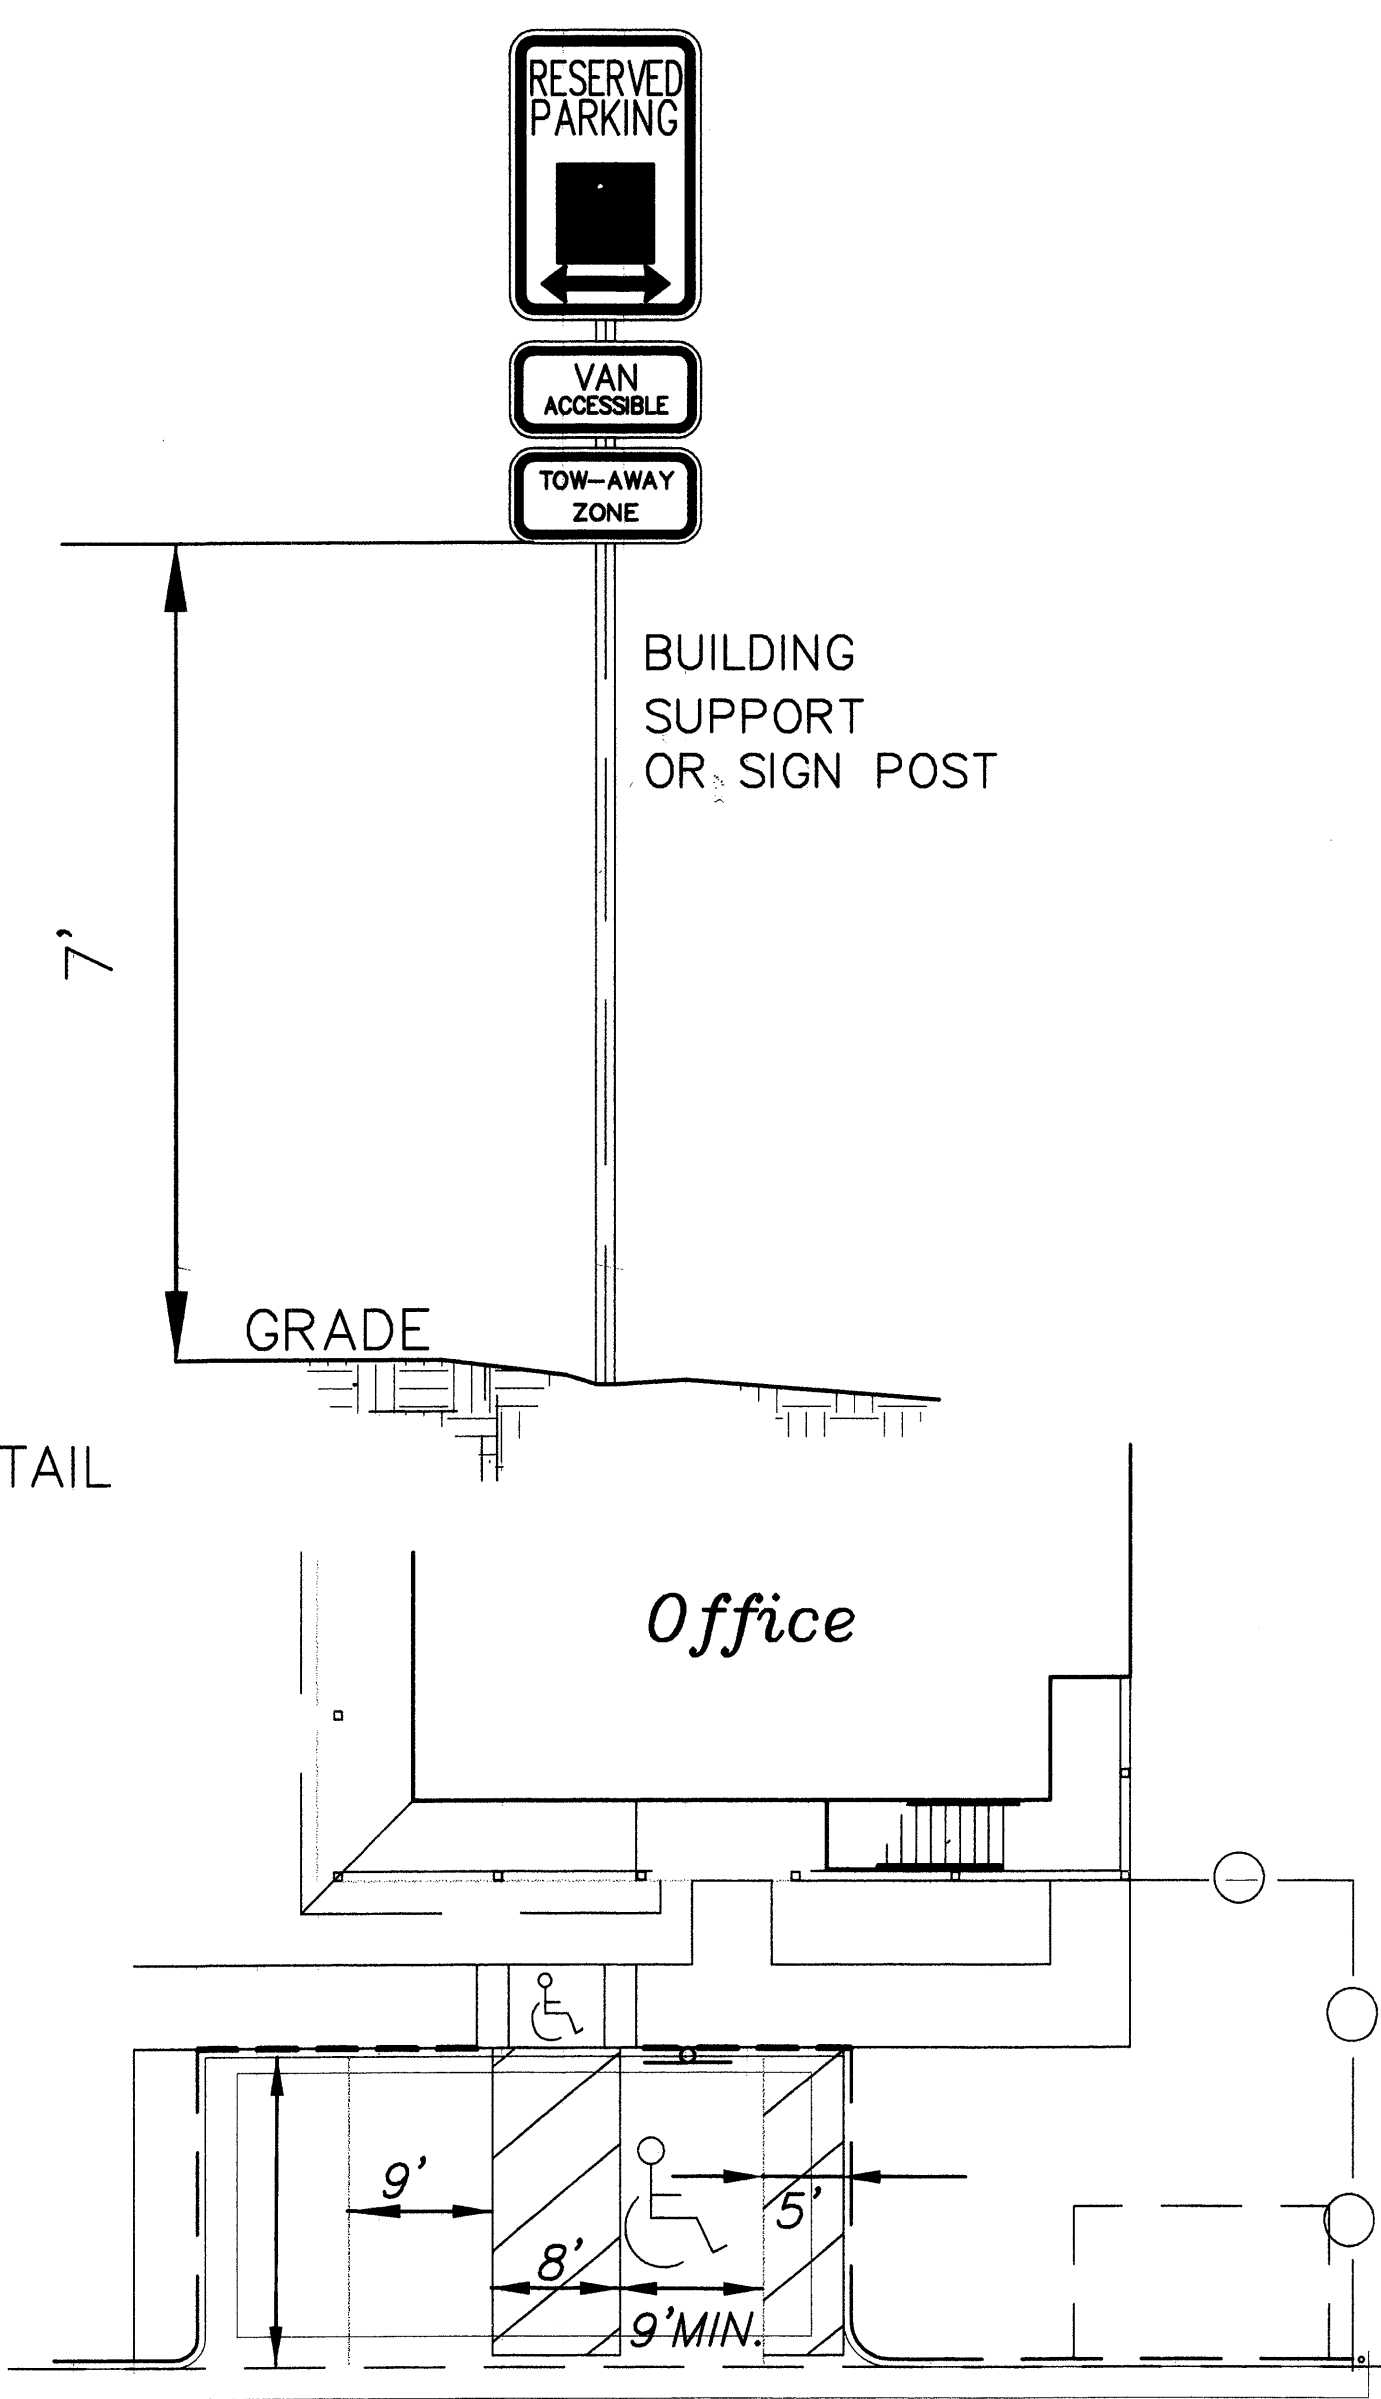 RESERVED
PARKING
VAN
ACCESSIBLE
TOW-AWAY
ZONE
BUILDING
SUPPORT
OR SIGN POST
7'
GRADE
TAIL
Office
9'
5'
8'
9'MIN.